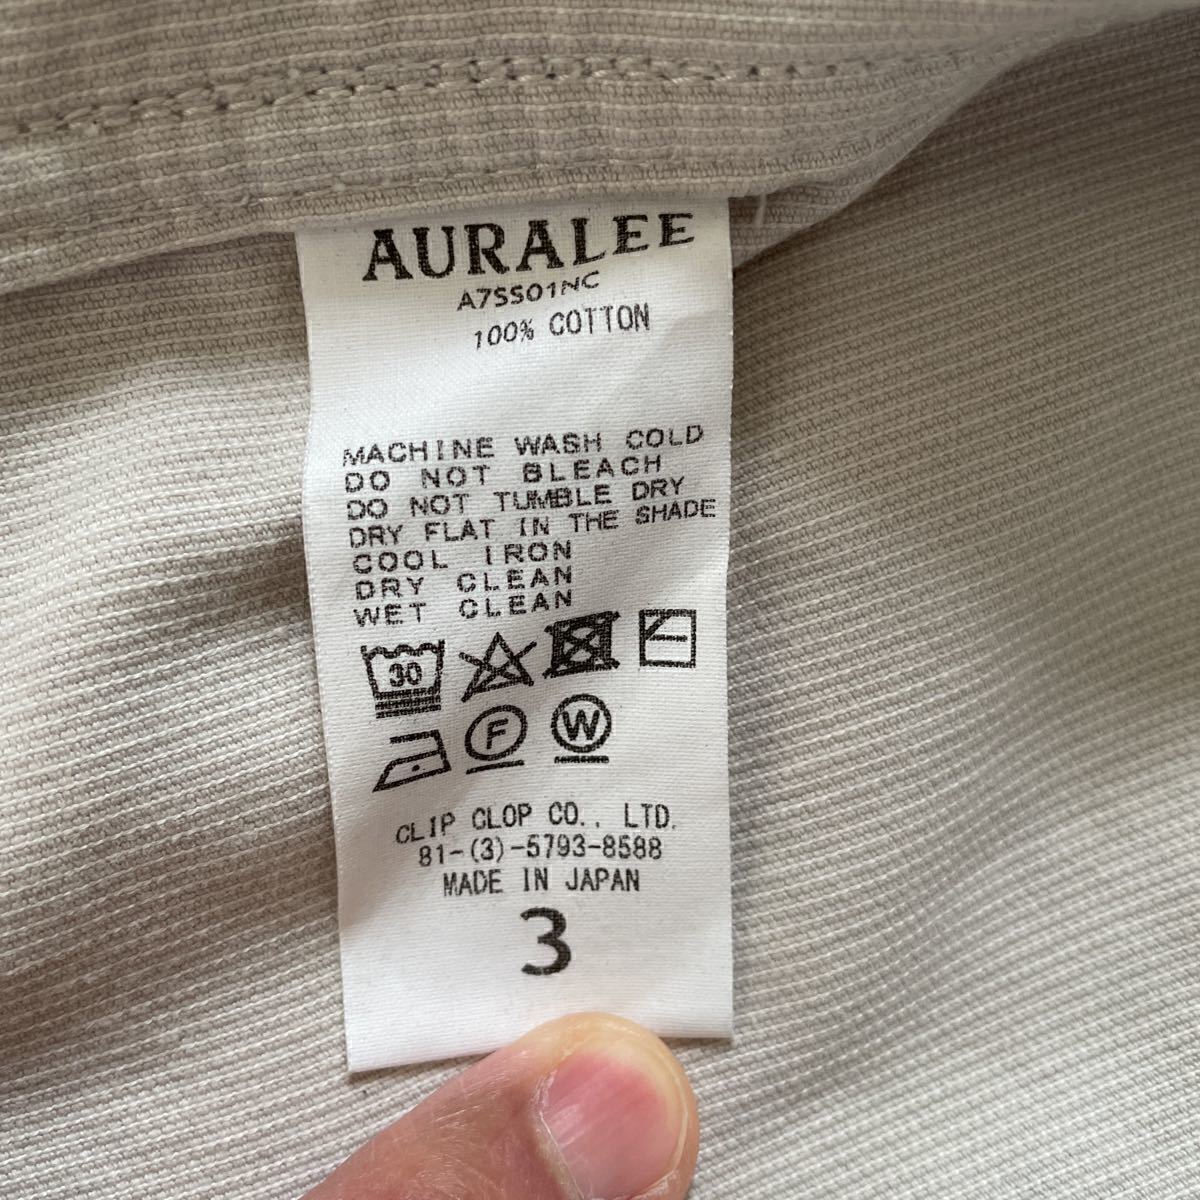 AURALEE
A7SS01NC
100% COTTON
MACHINE WASH COLD
DO NOT BLEACH
DO NOT TUMBLE DRY
DRY FLAT IN THE SHADE
COOL IRON
DRY CLEAN
WET CLEAN
30
F W
CLIP CLOP CO., LTD.
81-(3)-5793-8588
MADE IN JAPAN
3